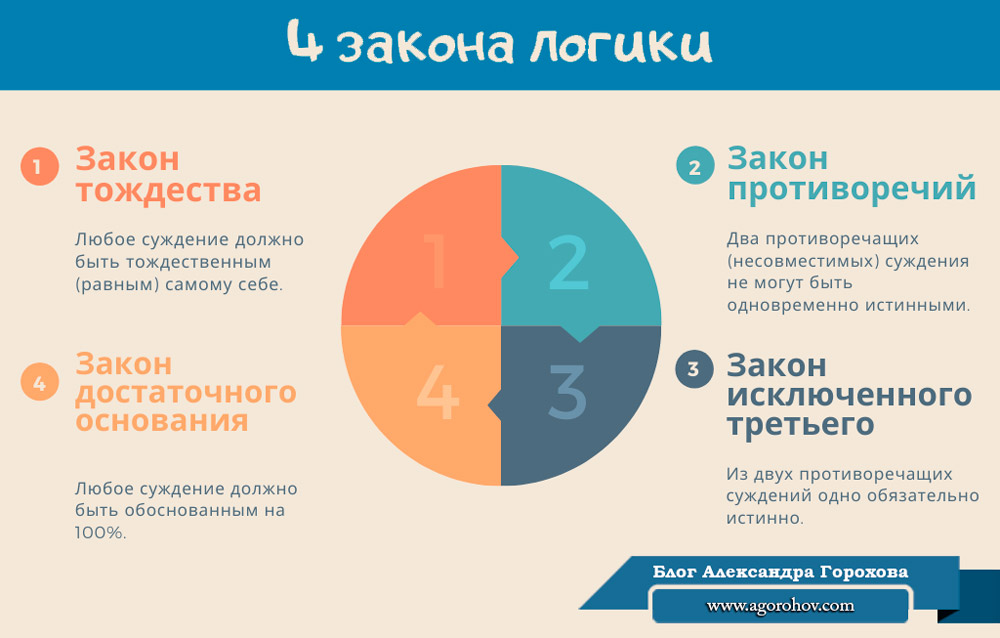 4 закона логики
1
Закон
тождества
Любое суждение должно
быть тождественным
(равным) самому себе.
2
Закон
противоречий
Два противоречащих
(несовместимых) суждения
не могут быть
одновременно истинными.
1
2
4
3
4
Закон
достаточного
основания
Любое суждение должно
быть обоснованным на
100%.
3
Закон
исключенного
третьего
Из двух противоречащих
суждений одно обязательно
истинно.
Блог Александра Горохова
www.agorohov.com